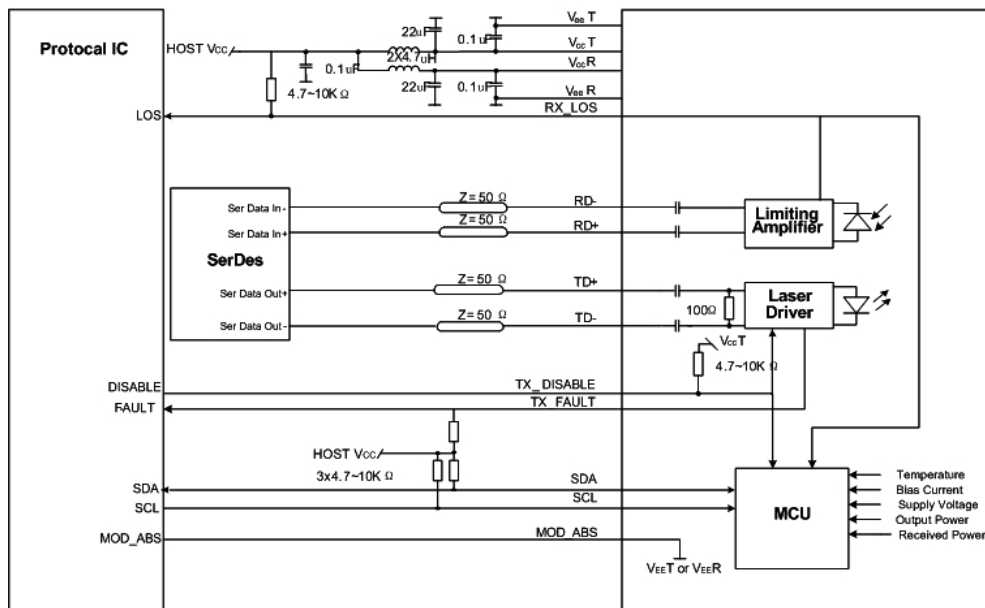 Protocal IC
HOST Vcc
22uF
0.1uF
Vee T
Vcc T
2X4.7uH
0.1uF
Vcc R
22uF
0.1uF
Vee R
4.7~10K Ω
LOS
RX_LOS
Z= 50 Ω
RD-
Ser Data In-
Z= 50 Ω
RD+
Ser Data In+
Limiting
Amplifier
SerDes
Z= 50 Ω
TD+
Ser Data Out+
Z= 50 Ω
TD-
Ser Data Out-
100Ω
Laser
Driver
VccT
4.7~10K Ω
DISABLE
TX_DISABLE
FAULT
TX_FAULT
HOST Vcc
3x4.7~10K Ω
SDA
SDA
SCL
SCL
MOD_ABS
MOD_ABS
VEET or VEER
MCU
Temperature
Bias Current
Supply Voltage
Output Power
Received Power